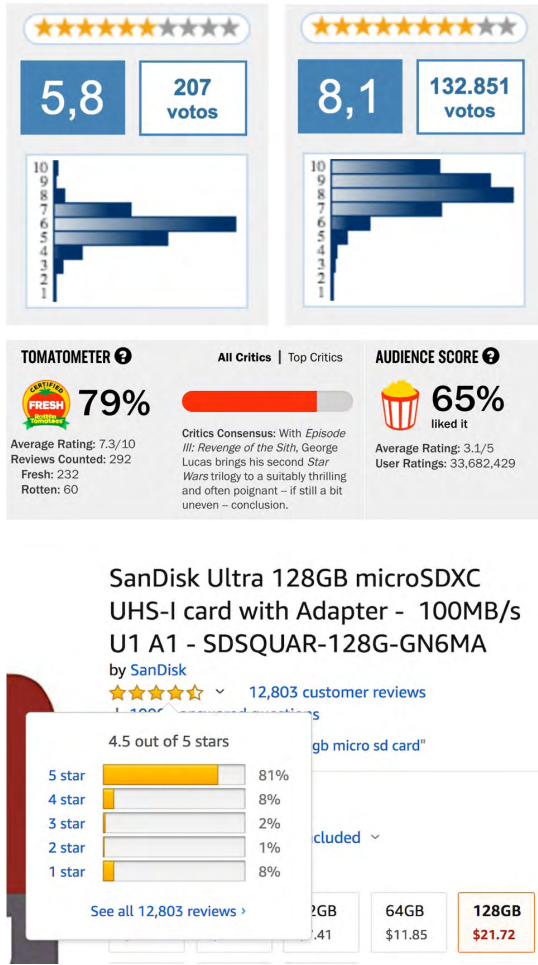 5,8
207
votos
10
9
8
7
6
5
4
3
2
1
8,1
132.851
votos
10
9
8
7
6
5
4
3
2
1
TOMATOMETER ?
All Critics | Top Critics
AUDIENCE SCORE ?
CERTIFIED
FRESH
Rotten
Tomatoes
79%
65%
liked it
Average Rating: 7.3/10
Reviews Counted: 292
Fresh: 232
Rotten: 60
Critics Consensus: With Episode
III: Revenge of the Sith, George
Lucas brings his second Star
Wars trilogy to a suitably thrilling
and often poignant -- if still a bit
uneven -- conclusion.
Average Rating: 3.1/5
User Ratings: 33,682,429
SanDisk Ultra 128GB microSDXC
UHS-I card with Adapter - 100MB/s
U1 A1 - SDSQUAR-128G-GN6MA
by SanDisk
12,803 customer reviews
gb micro sd card"
4.5 out of 5 stars
5 star 81%
4 star 8%
3 star 2%
2 star 1%
1 star 8%
See all 12,803 reviews ›
64GB
$11.85
128GB
$21.72